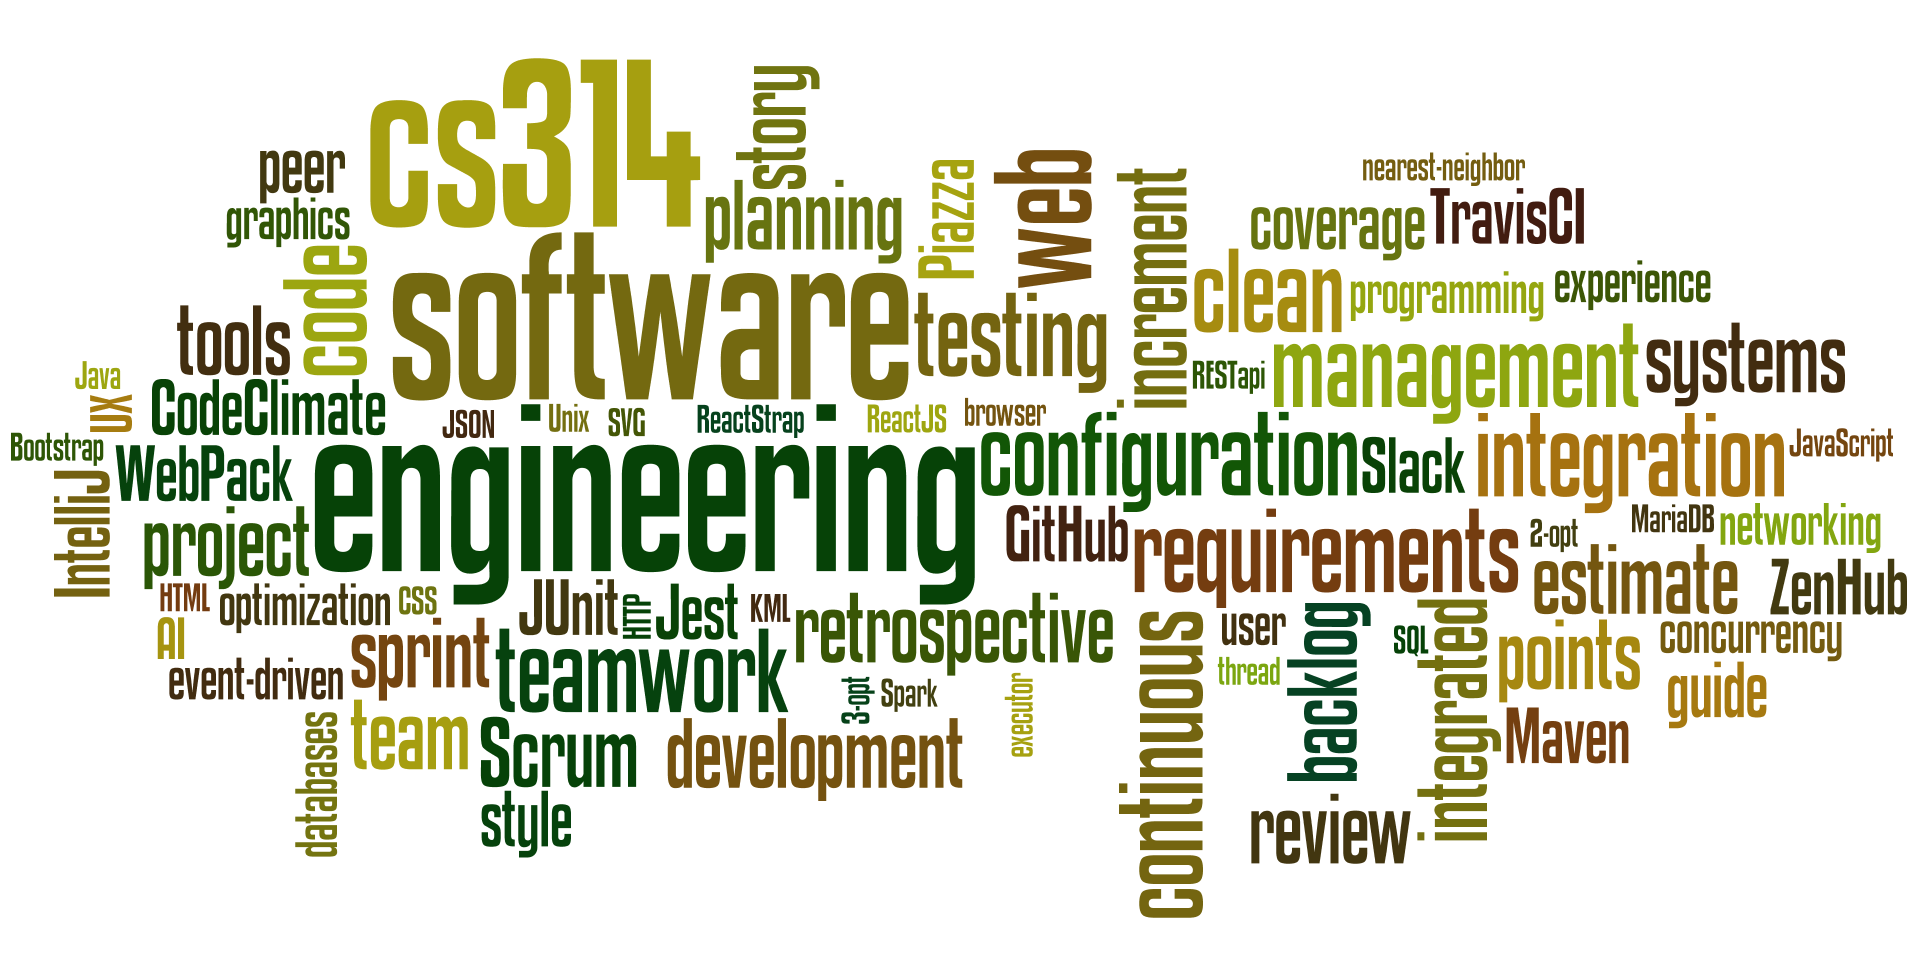 cs314
story
peer
graphics
planning
Piazza
web
increment
nearest-neighbor
coverage
TravisCI
code
software
testing
clean
programming
experience
tools
RESTapi
management
systems
Java
UX
CodeClimate
JSON
Unix
SVG
ReactStrap
ReactJS
browser
Bootstrap
IntelliJ
WebPack
engineering
configuration
Slack
integration
JavaScript
project
GitHub
requirements
2-opt
MariaDB
networking
HTML
optimization
CSS
JUnit
HTTP
Jest
KML
retrospective
estimate
ZenHub
AI
event-driven
sprint
teamwork
continuous
user
thread
backlog
SQL
integrated
points
concurrency
guide
3-opt
Spark
executor
databases
team
Scrum
development
Maven
style
review